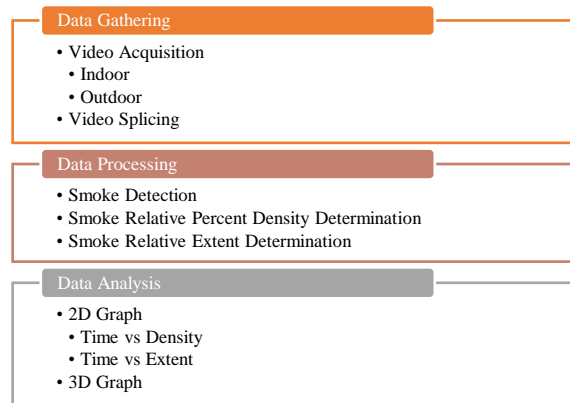 Data Gathering
• Video Acquisition
• Indoor
• Outdoor
• Video Splicing
Data Processing
• Smoke Detection
• Smoke Relative Percent Density Determination
• Smoke Relative Extent Determination
Data Analysis
• 2D Graph
• Time vs Density
• Time vs Extent
• 3D Graph